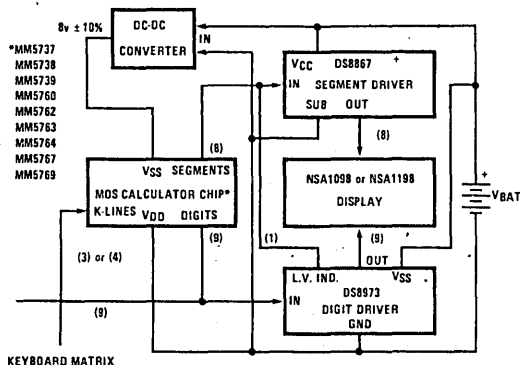 8v ± 10%
DC-DC
CONVERTER
IN
*MM5737
MM5738
MM5739
MM5760
MM5762
MM5763
MM5764
MM5767
MM5769
VCC DS8867 +
IN SEGMENT DRIVER
SUB OUT
(8)
(8)
VSS SEGMENTS
MOS CALCULATOR CHIP*
K-LINES VDD DIGITS
NSA1098 or NSA1198
DISPLAY
+
VBAT
(9)
(1)
(9)
(3) or (4)
OUT
L.V. IND. VSS
DS8973
IN DIGIT DRIVER
GND
(9)
KEYBOARD MATRIX